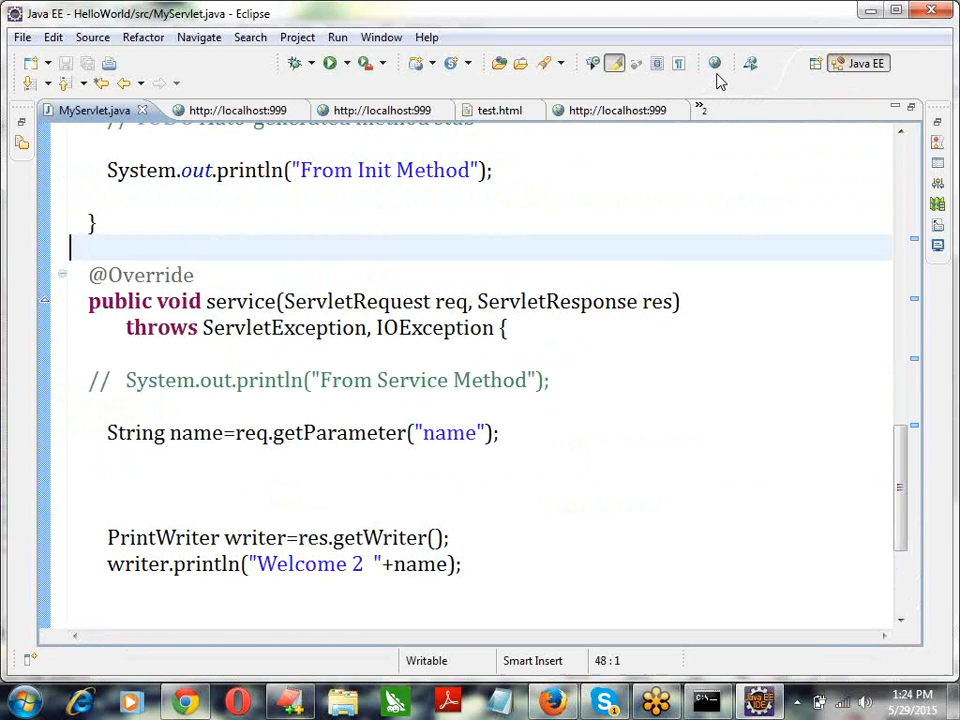 Java EE - HelloWorld/src/MyServlet.java - Eclipse
File Edit Source Refactor Navigate Search Project Run Window Help
Java EE
MyServlet.java http://localhost:999 http://localhost:999 test.html http://localhost:999 »2
System.out.println("From Init Method");
}
@Override
public void service(ServletRequest req, ServletResponse res)
throws ServletException, IOException {
// System.out.println("From Service Method");
String name=req.getParameter("name");
PrintWriter writer=res.getWriter();
writer.println("Welcome 2 "+name);
Writable Smart Insert 48 : 1
1:24 PM
5/29/2015